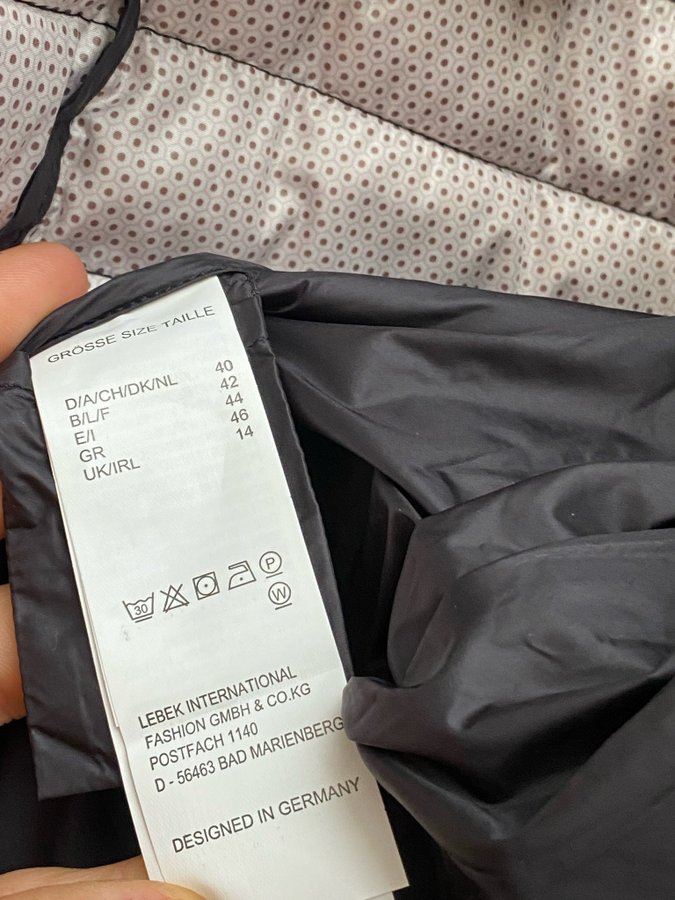 GRÖSSE SIZE TAILLE
D/A/CH/DK/NL 40
B/L/F 42
E/I 44
GR 46
UK/IRL 14
30
P
W
LEBEK INTERNATIONAL
FASHION GMBH & CO.KG
POSTFACH 1140
D - 56463 BAD MARIENBERG
DESIGNED IN GERMANY